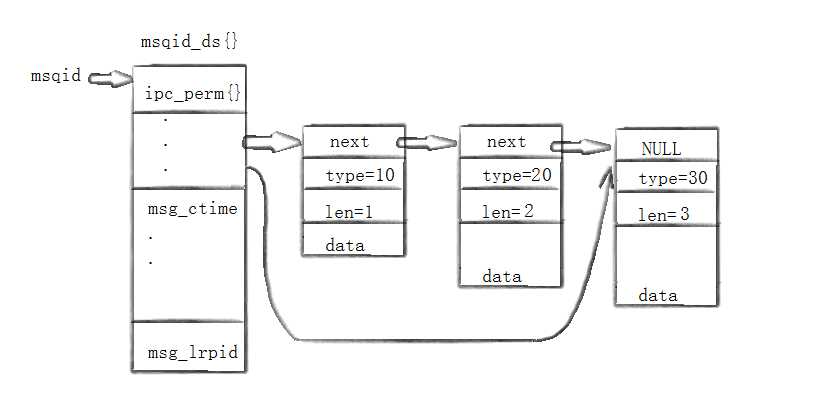 msqid_ds{}
msqid
ipc_perm{}
.
.
.
msg_ctime
.
.
msg_lrpid
next
type=10
len=1
data
next
type=20
len=2
data
NULL
type=30
len=3
data